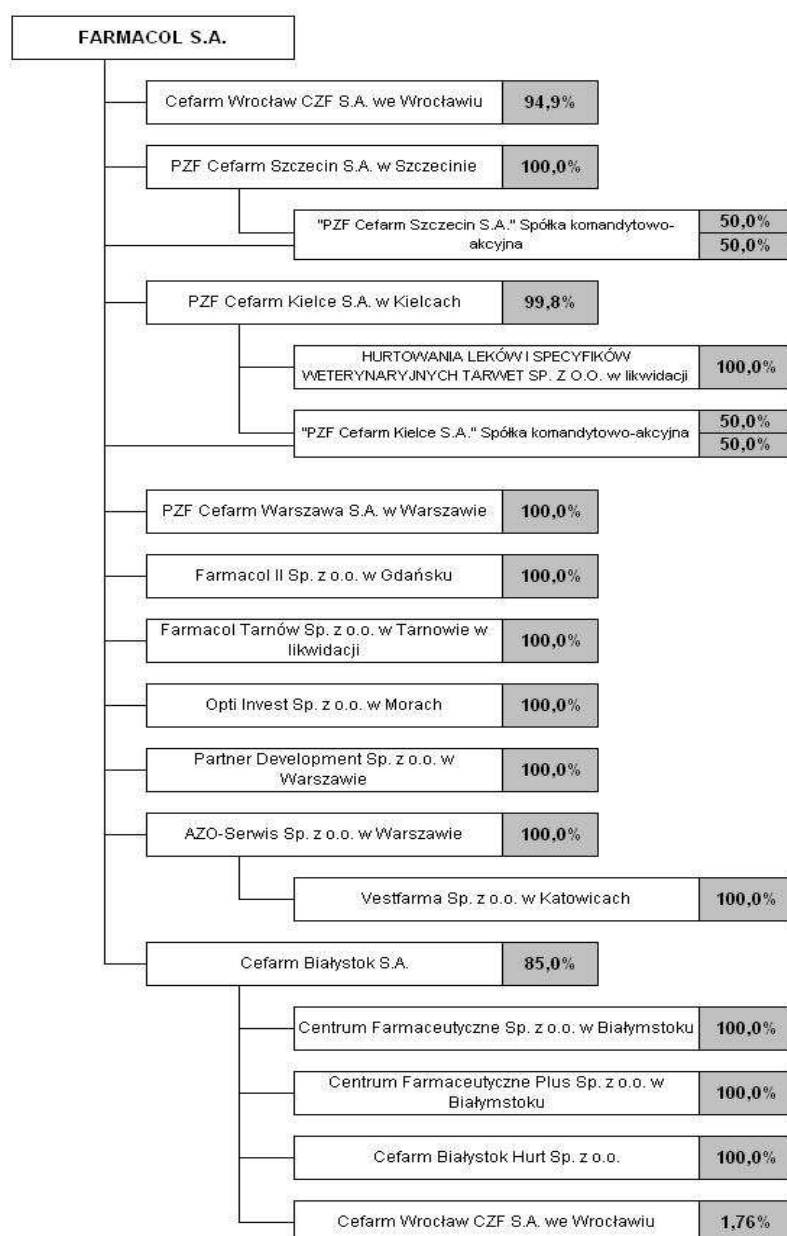 FARMACOL S.A.
Cefarm Wrocław CZF S.A. we Wrocławiu
94,9%
PZF Cefarm Szczecin S.A. w Szczecinie
100,0%
"PZF Cefarm Szczecin S.A." Spółka komandytowo-
akcyjna
50,0%
50,0%
PZF Cefarm Kielce S.A. w Kielcach
99,8%
HURTOWANIA LEKÓW I SPECYFIKÓW
WETERYNARYJNYCH TARWET SP. Z O.O. w likwidacji
100,0%
"PZF Cefarm Kielce S.A." Spółka komandytowo-akcyjna
50,0%
50,0%
PZF Cefarm Warszawa S.A. w Warszawie
100,0%
Farmacol II Sp. z o.o. w Gdańsku
100,0%
Farmacol Tarnów Sp. z o.o. w Tarnowie w
likwidacji
100,0%
Opti Invest Sp. z o.o. w Morach
100,0%
Partner Development Sp. z o.o. w
Warszawie
100,0%
AZO-Serwis Sp. z o.o. w Warszawie
100,0%
Vestfarma Sp. z o.o. w Katowicach
100,0%
Cefarm Białystok S.A.
85,0%
Centrum Farmaceutyczne Sp. z o.o. w Białymstoku
100,0%
Centrum Farmaceutyczne Plus Sp. z o.o. w
Białymstoku
100,0%
Cefarm Białystok Hurt Sp. z o.o.
100,0%
Cefarm Wrocław CZF S.A. we Wrocławiu
1,76%